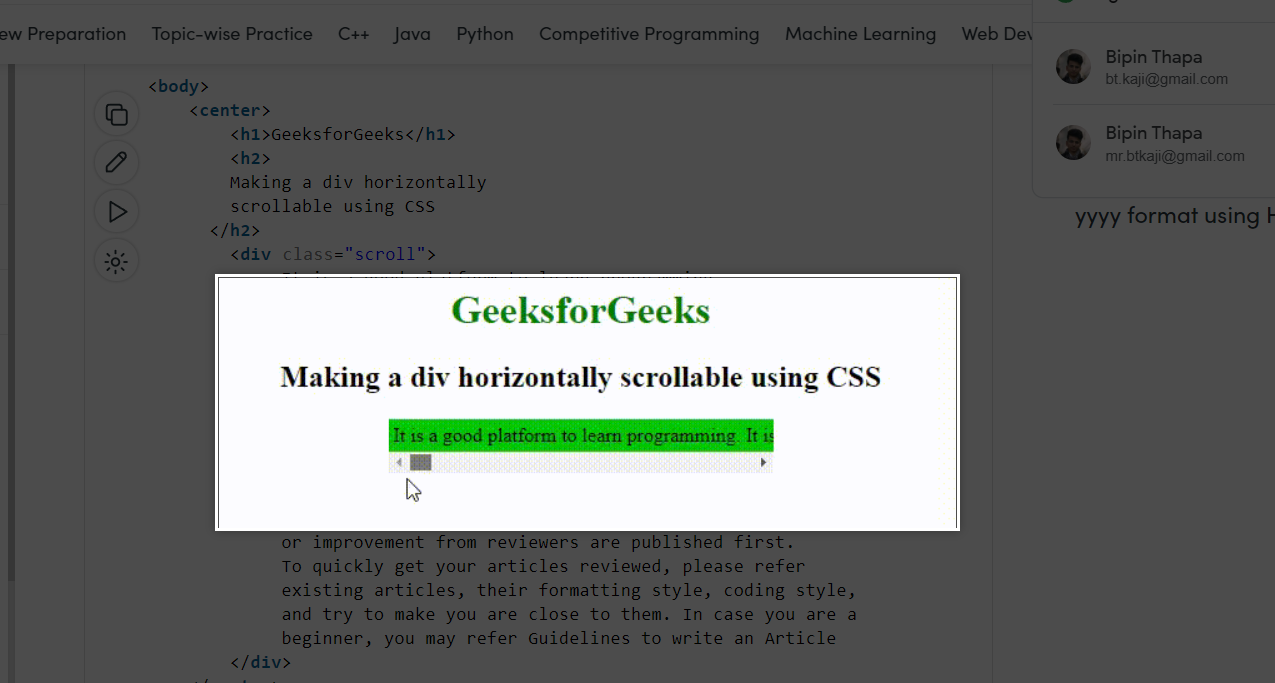 ew Preparation Topic-wise Practice C++ Java Python Competitive Programming Machine Learning Web Dev
Bipin Thapa
bt.kaji@gmail.com
Bipin Thapa
mr.btkaji@gmail.com
yyyy format using H
<body>
<center>
<h1>GeeksforGeeks</h1>
<h2>
Making a div horizontally
scrollable using CSS
</h2>
<div class="scroll">
GeeksforGeeks
Making a div horizontally scrollable using CSS
It is a good platform to learn programming. It is
or improvement from reviewers are published first.
To quickly get your articles reviewed, please refer
existing articles, their formatting style, coding style,
and try to make you are close to them. In case you are a
beginner, you may refer Guidelines to write an Article
</div>